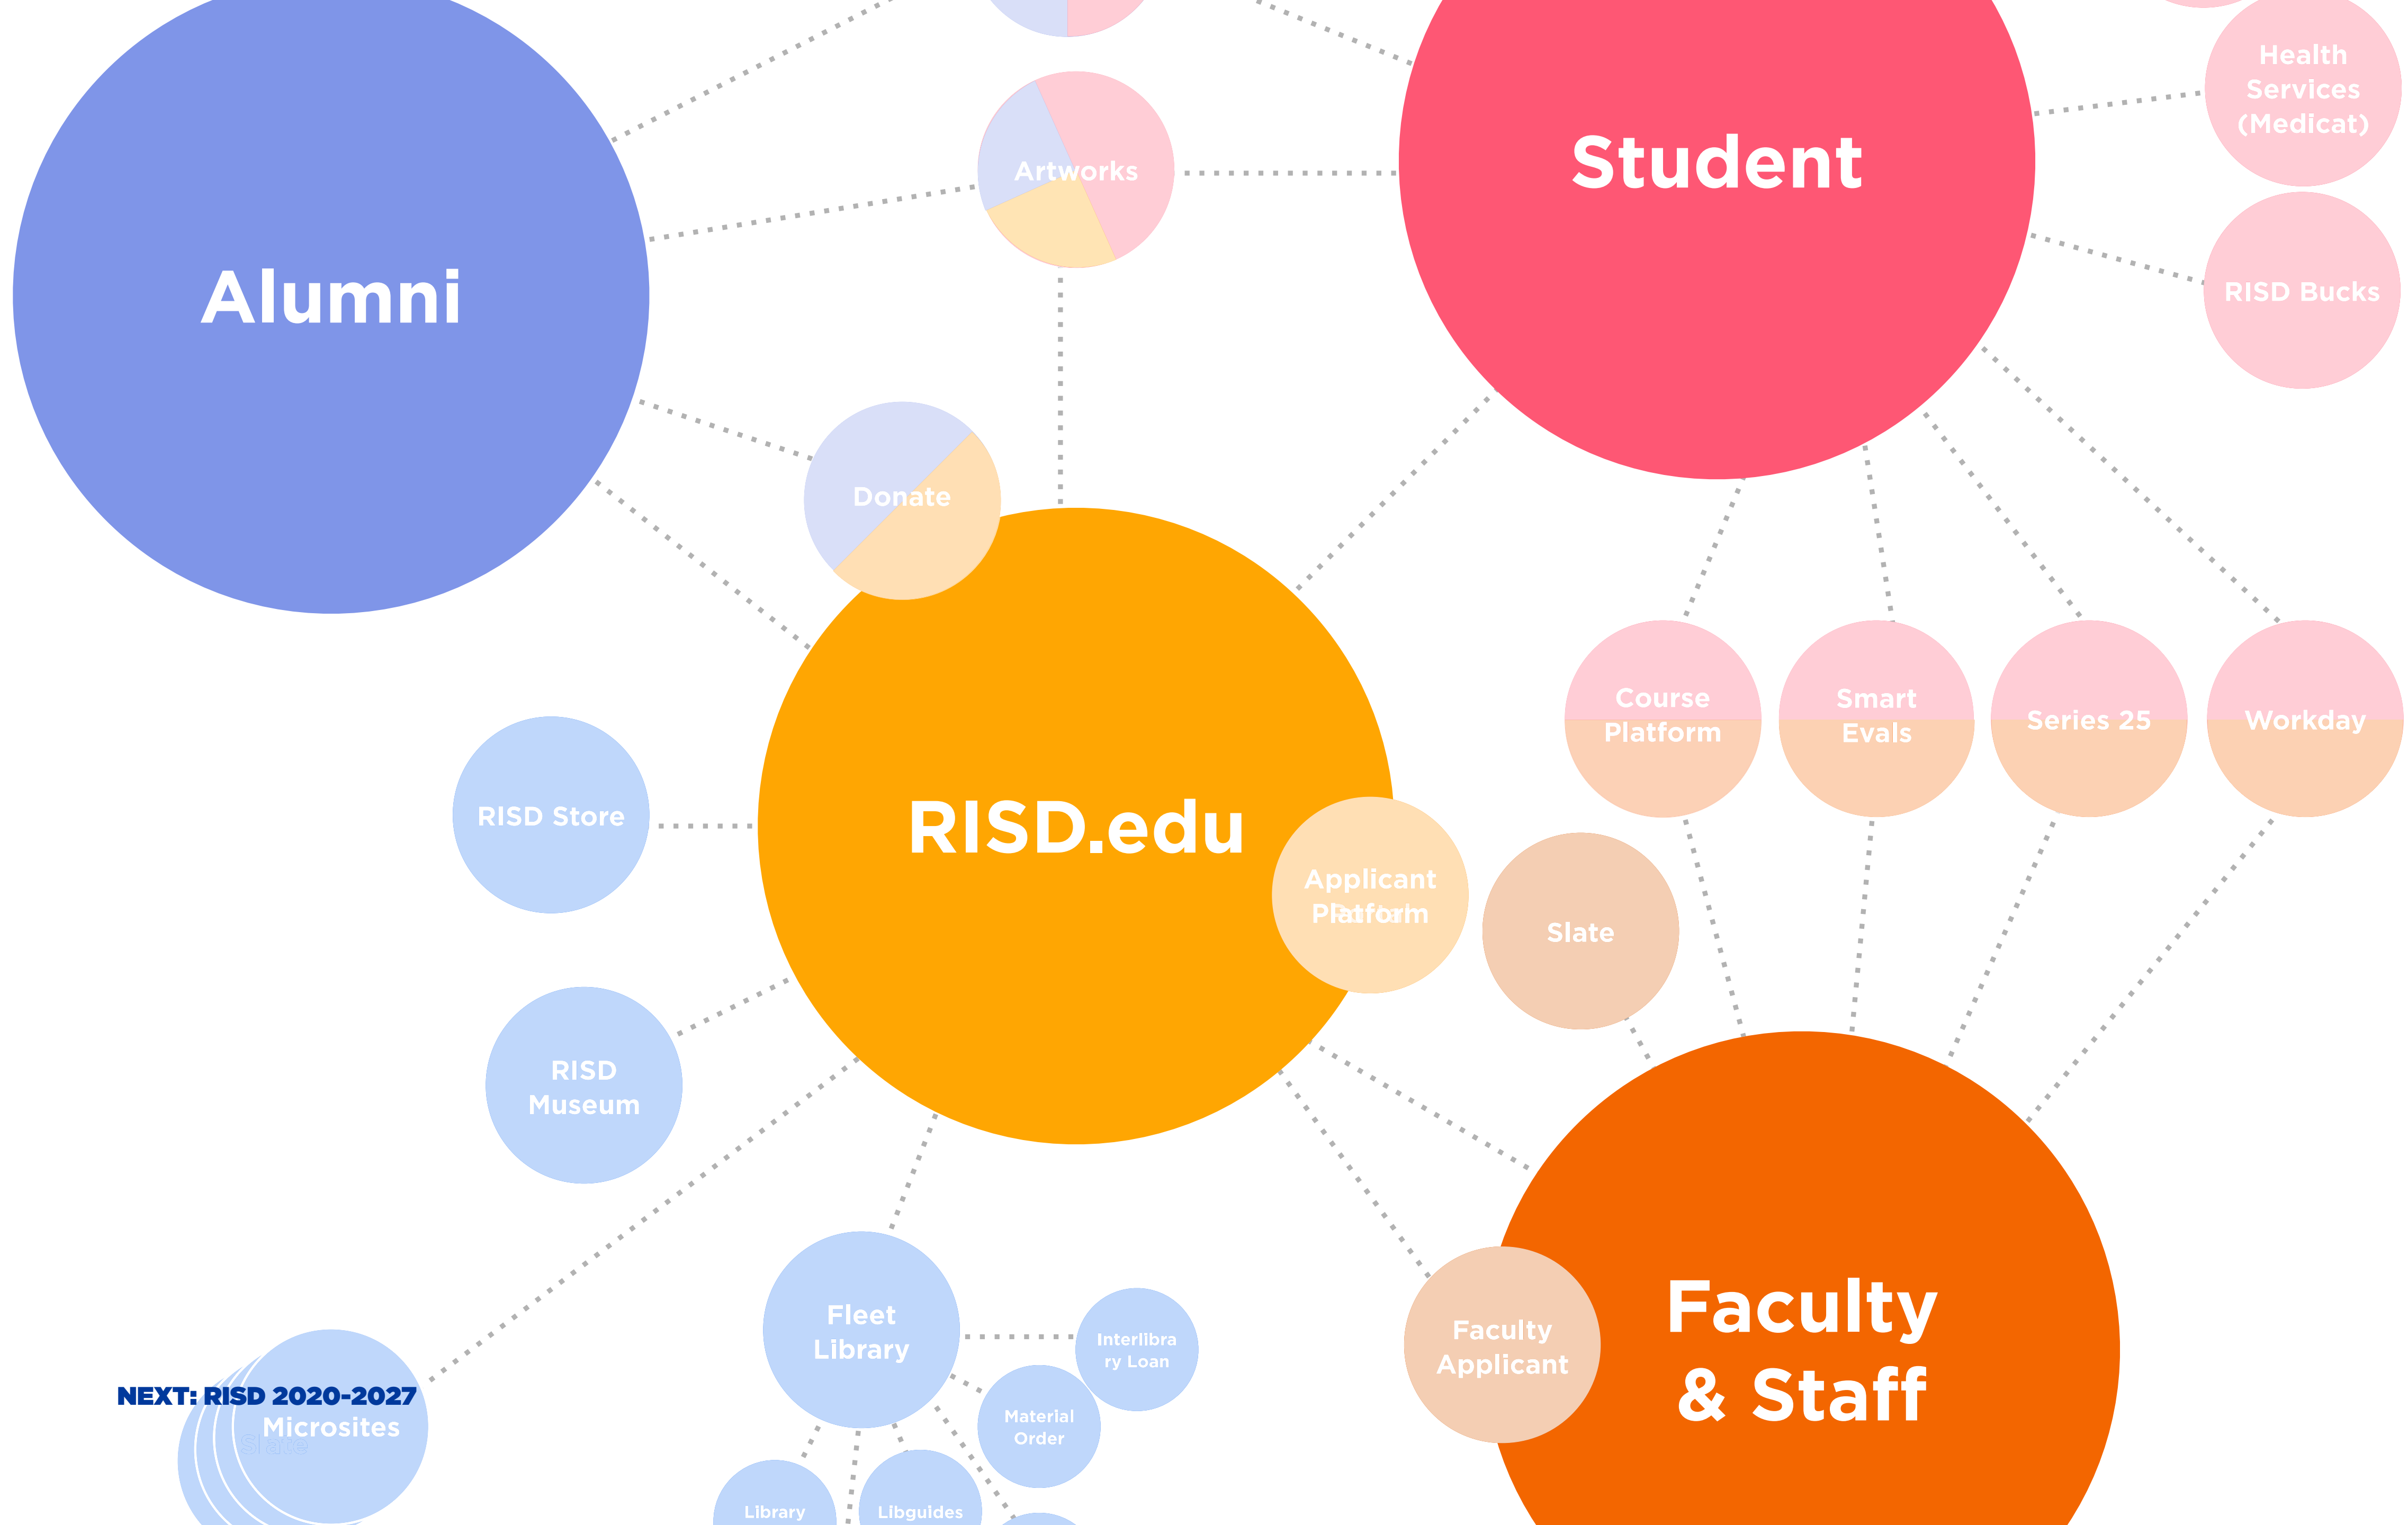 Health
Services
(Medicat)
Student
Artworks
Alumni
RISD Bucks
Donate
Course
Platform
Smart
Evals
Series 25
Workday
RISD Store
RISD.edu
Applicant
Platform
Slate
RISD
Museum
Fleet
Library
Interlibra
ry Loan
Faculty
& Staff
Faculty
Applicant
Material
Order
NEXT: RISD 2020-2027
Microsites
Slate
Library
Libguides